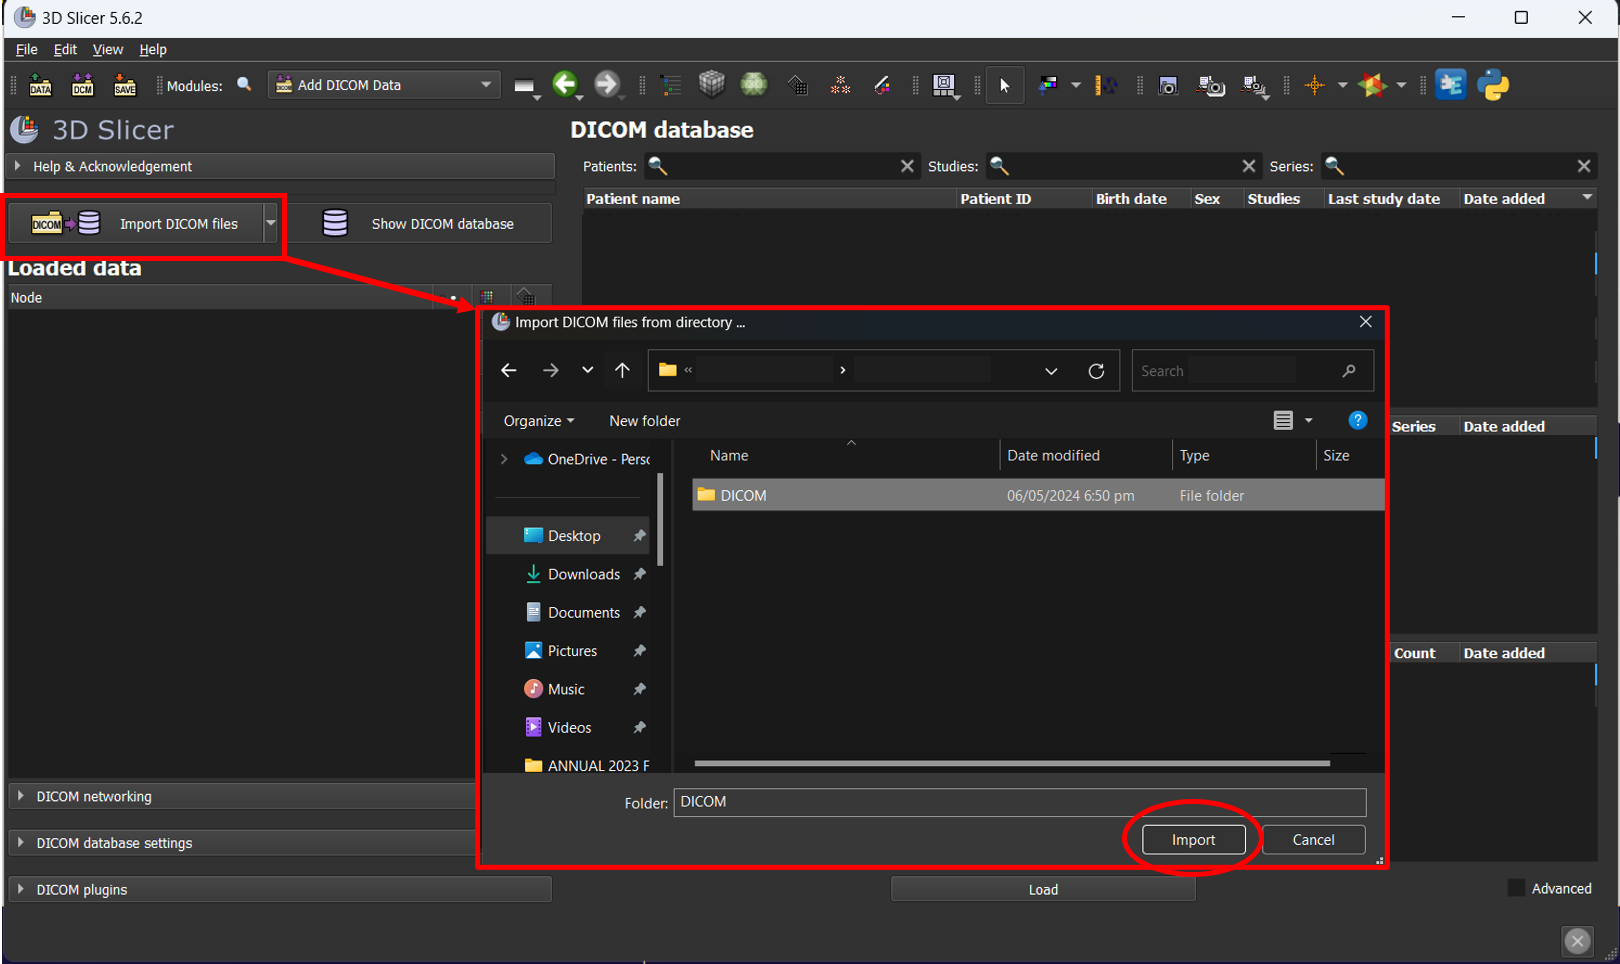 3D Slicer 5.6.2
File Edit View Help
DATA DCM SAVE Modules: Add DICOM Data
3D Slicer
DICOM database
Help & Acknowledgement
Patients: Studies: Series:
Patient name Patient ID Birth date Sex Studies Last study date Date added
DICOM Import DICOM files Show DICOM database
Loaded data
Node
Import DICOM files from directory ...
« › Search
Organize New folder ?
Series Date added
OneDrive - Persc
Name Date modified Type Size
DICOM 06/05/2024 6:50 pm File folder
Desktop
Downloads
Documents
Pictures
Count Date added
Music
Videos
ANNUAL 2023 F
DICOM networking
Folder: DICOM
DICOM database settings
Import Cancel
DICOM plugins
Load
Advanced